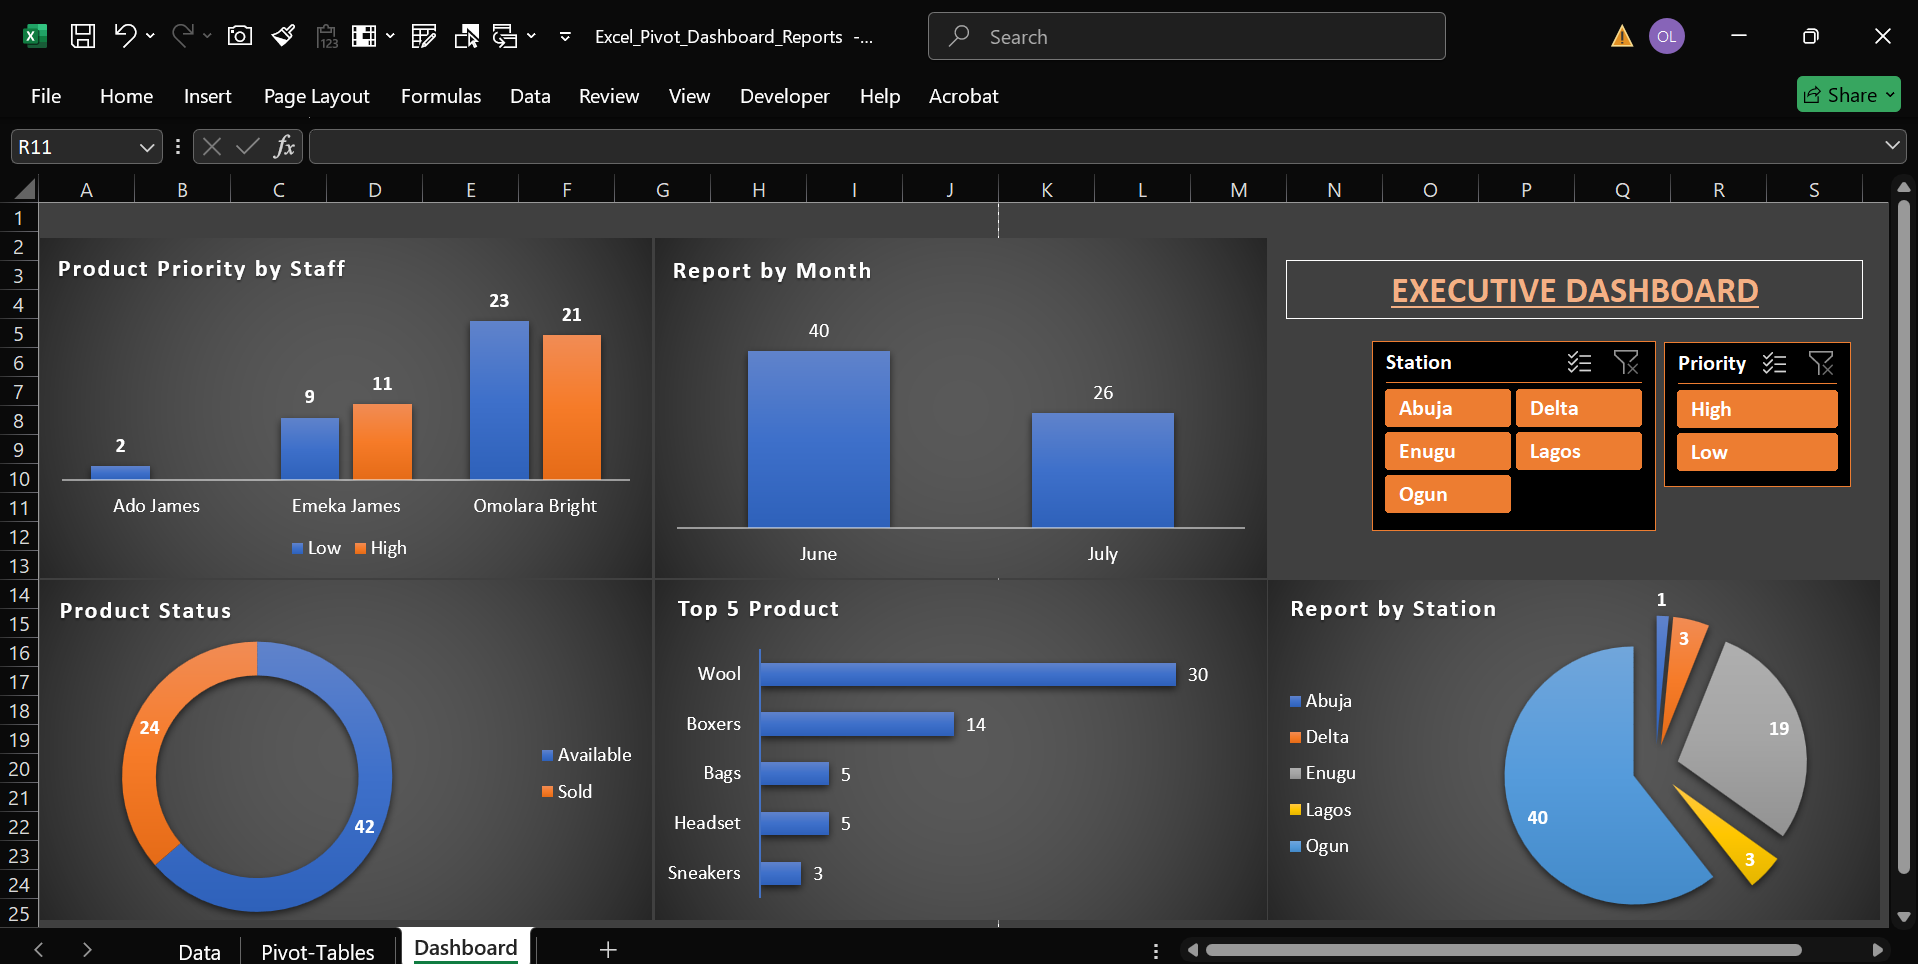 Excel_Pivot_Dashboard_Reports -...
Search
OL
File Home Insert Page Layout Formulas Data Review View Developer Help Acrobat
Share
R11
fx
A B C D E F G H I J K L M N O P Q R S
1
2
3
4
5
6
7
8
9
10
11
12
13
14
15
16
17
18
19
20
21
22
23
24
25
Product Priority by Staff
2
9
11
23
21
Ado James
Emeka James
Omolara Bright
Low High
Report by Month
40
26
June
July
EXECUTIVE DASHBOARD
Station
Abuja Delta
Enugu Lagos
Ogun
Priority
High
Low
Product Status
24
42
Available
Sold
Top 5 Product
Wool 30
Boxers 14
Bags 5
Headset 5
Sneakers 3
Report by Station
1
3
19
3
40
Abuja
Delta
Enugu
Lagos
Ogun
Data Pivot-Tables Dashboard